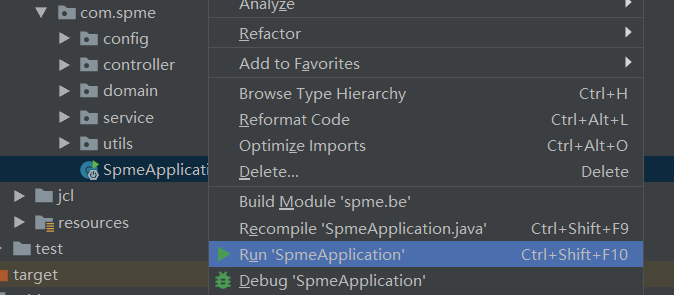 com.spme
config
controller
domain
service
utils
SpmeApplicati
jcl
resources
test
target
Analyze
Refactor
Add to Favorites
Browse Type Hierarchy Ctrl+H
Reformat Code Ctrl+Alt+L
Optimize Imports Ctrl+Alt+O
Delete... Delete
Build Module 'spme.be'
Recompile 'SpmeApplication.java' Ctrl+Shift+F9
Run 'SpmeApplication' Ctrl+Shift+F10
Debug 'SpmeApplication'